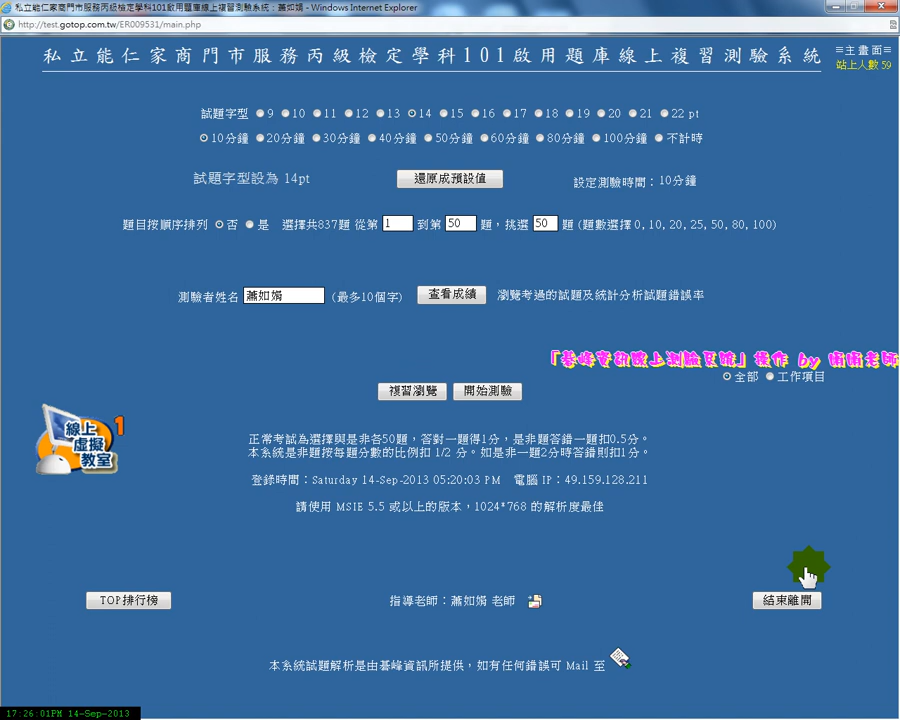 私立能仁家商門市服務丙級檢定學科101啟用題庫線上複習測驗系統：蕭如娟 - Windows Internet Explorer
http://test.gotop.com.tw/ER009531/main.php
私立能仁家商門市服務丙級檢定學科101啟用題庫線上複習測驗系統
≡主畫面≡
站上人數 59
試題字型 9 10 11 12 13 14 15 16 17 18 19 20 21 22 pt
10分鐘 20分鐘 30分鐘 40分鐘 50分鐘 60分鐘 80分鐘 100分鐘 不計時
試題字型設為 14pt 還原成預設值 設定測驗時間：10分鐘
題目按順序排列 否 是 選擇共837題 從第 1 到第 50 題，挑選 50 題 (題數選擇 0, 10, 20, 25, 50, 80, 100)
測驗者姓名 蕭如娟 (最多10個字) 查看成績 瀏覽考過的試題及統計分析試題錯誤率
「碁峰資訊線上測驗系統」操作 by 娟娟老師
全部 工作項目
複習瀏覽 開始測驗
線上虛擬教室 1
正常考試為選擇與是非各50題，答對一題得1分，是非題答錯一題扣0.5分。
本系統是非題按每題分數的比例扣 1/2 分。如是非一題2分時答錯則扣1分。
登錄時間：Saturday 14-Sep-2013 05:20:03 PM 電腦 IP：49.159.128.211
請使用 MSIE 5.5 或以上的版本，1024*768 的解析度最佳
TOP排行榜 指導老師：蕭如娟 老師 結束離開
本系統試題解析是由碁峰資訊所提供，如有任何錯誤可 Mail 至
17:26:01PM 14-Sep-2013